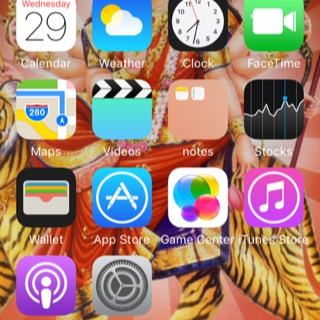 Wednesday
29
Calendar Weather Clock FaceTime
280
Maps Videos notes Stocks
Wallet App Store Game Center iTunes Store